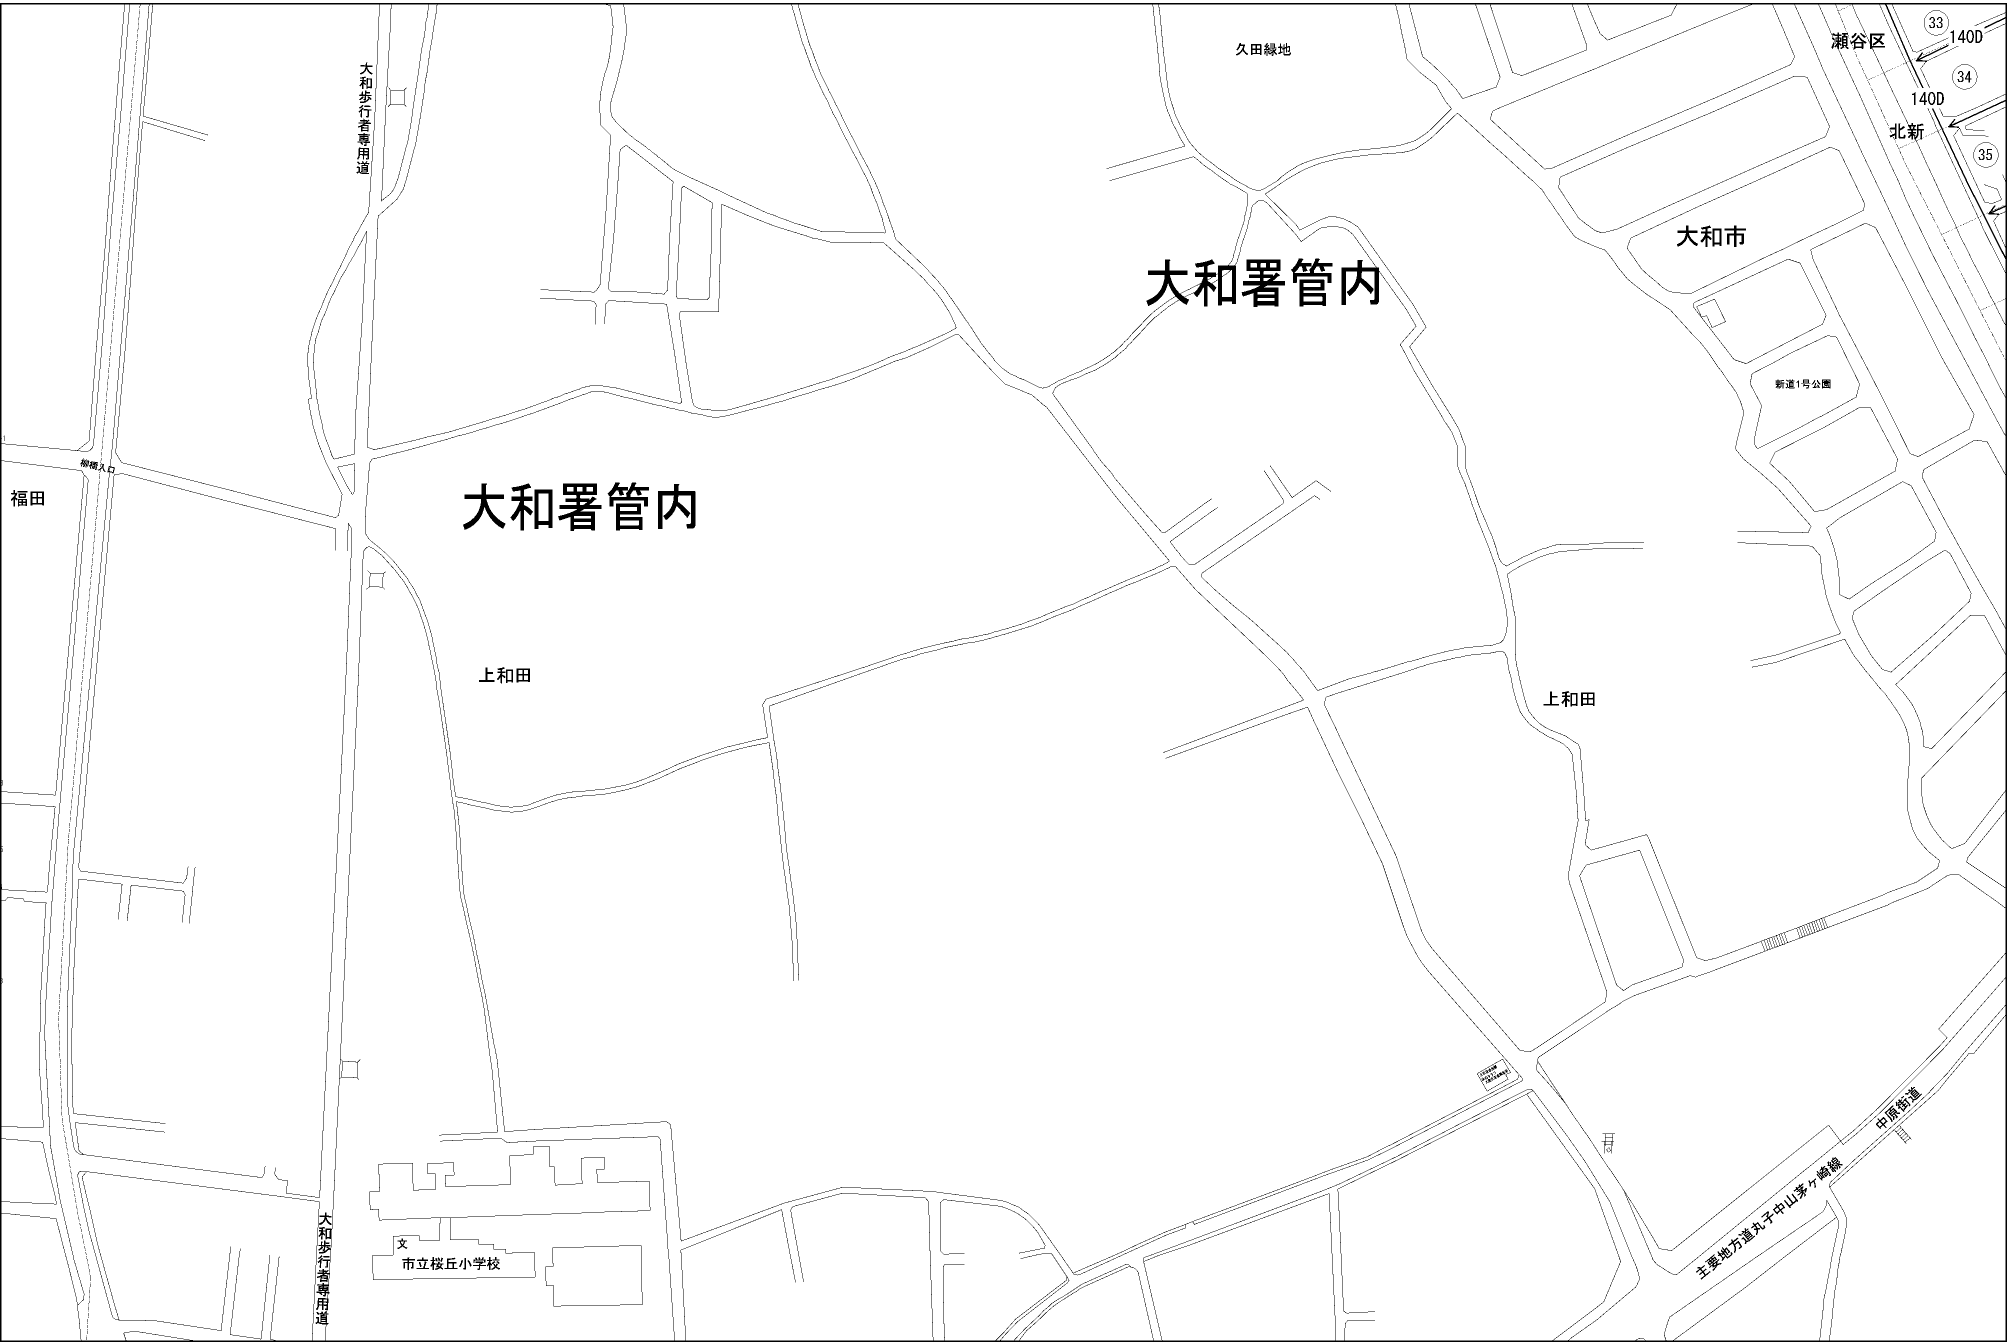 瀬谷区
33
140D
34
140D
北新
35
久田緑地
大和歩行者専用道
大和市
大和署管内
新道1号公園
柳橋入口
福田
大和署管内
上和田
上和田
中原街道
主要地方道丸子中山茅ヶ崎線
文
市立桜丘小学校
大和歩行者専用道